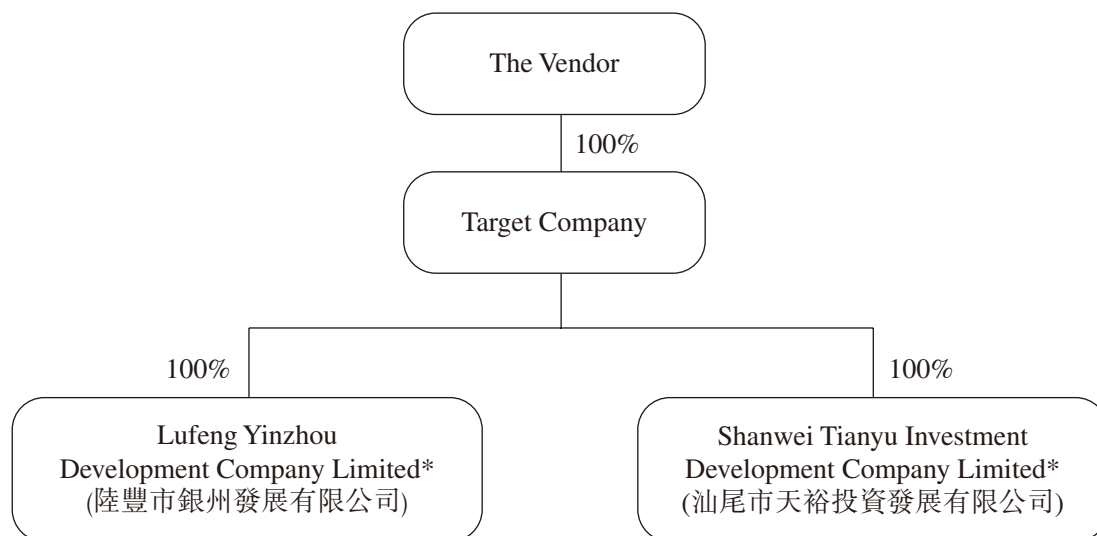 The Vendor
100%
Target Company
100%
100%
Lufeng Yinzhou
Development Company Limited*
(陸豐市銀州發展有限公司)
Shanwei Tianyu Investment
Development Company Limited*
(汕尾市天裕投資發展有限公司)